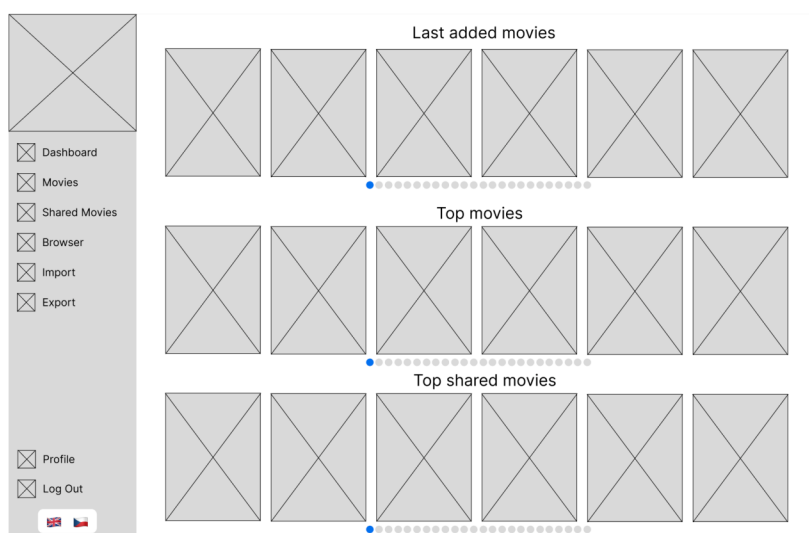 Dashboard
Movies
Shared Movies
Browser
Import
Export
Profile
Log Out
Last added movies
Top movies
Top shared movies